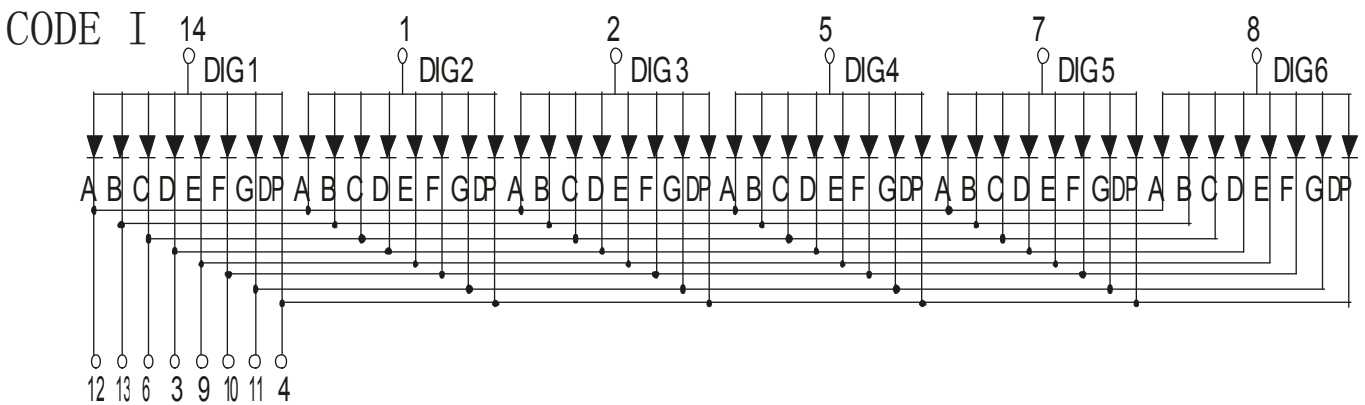 CODE I 14 1 2 5 7 8
DIG1 DIG2 DIG3 DIG4 DIG5 DIG6
A B C D E F G DP A B C D E F G DP A B C D E F G DP A B C D E F G DP A B C D E F G DP A B C D E F G DP
12 13 6 3 9 10 11 4